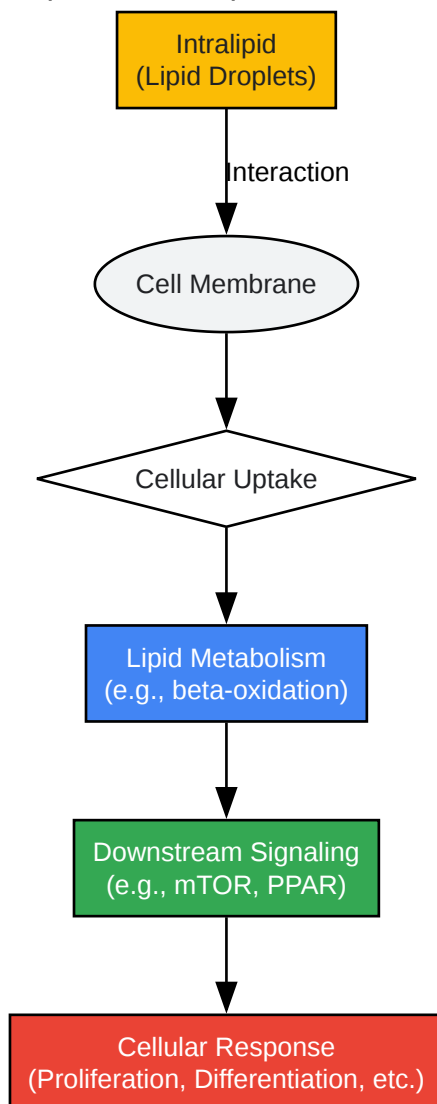 Intralipid
(Lipid Droplets)
Interaction
Cell Membrane
Cellular Uptake
Lipid Metabolism
(e.g., beta-oxidation)
Downstream Signaling
(e.g., mTOR, PPAR)
Cellular Response
(Proliferation, Differentiation, etc.)